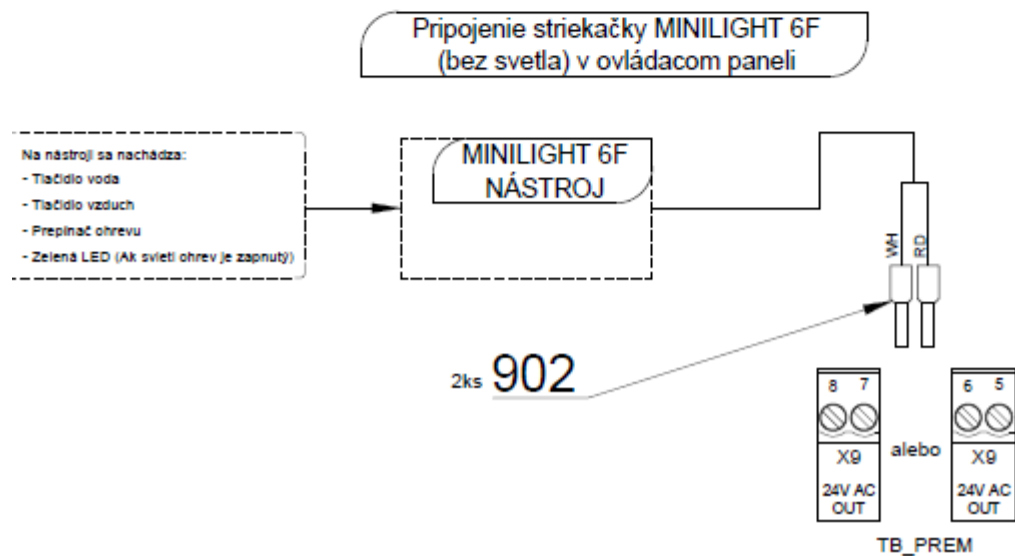 Pripojenie striekačky MINILIGHT 6F
(bez svetla) v ovládacom paneli
Na nástroji sa nachádza:
- Tlačidlo voda
- Tlačidlo vzduch
- Prepínač ohrevu
- Zelená LED (Ak svieti ohrev je zapnutý)
MINILIGHT 6F
NÁSTROJ
WH
RD
2ks 902
8 7
6 5
X9
alebo
X9
24V AC
OUT
24V AC
OUT
TB_PREM